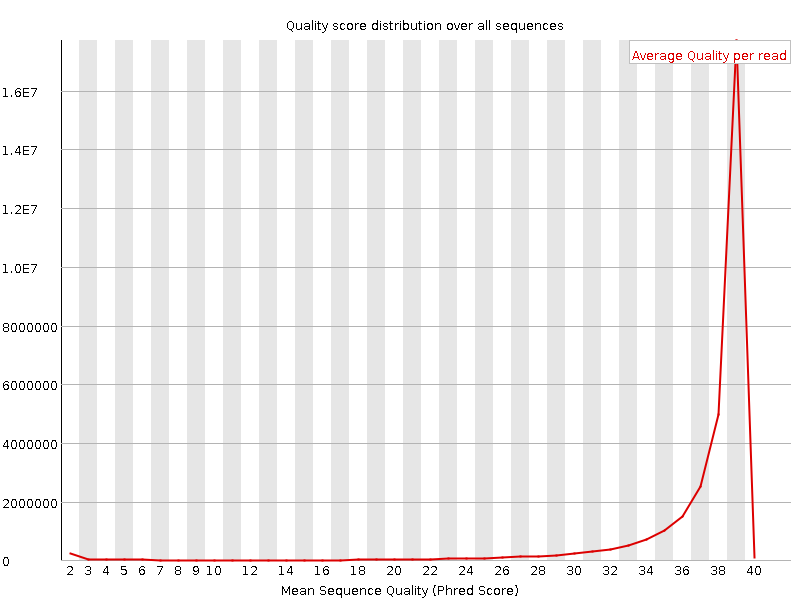 Quality score distribution over all sequences
Average Quality per read
1.6E7
1.4E7
1.2E7
1.0E7
8000000
6000000
4000000
2000000
0
2 3 4 5 6 7 8 9 10 12 14 16 18 20 22 24 26 28 30 32 34 36 38 40
Mean Sequence Quality (Phred Score)